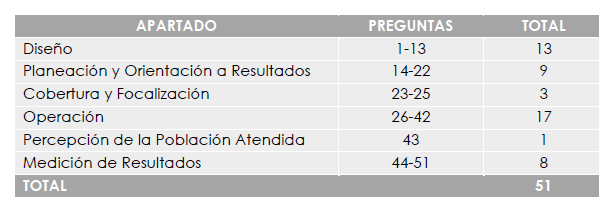 APARTADO PREGUNTAS TOTAL
Diseño 1-13 13
Planeación y Orientación a Resultados 14-22 9
Cobertura y Focalización 23-25 3
Operación 26-42 17
Percepción de la Población Atendida 43 1
Medición de Resultados 44-51 8
TOTAL 51